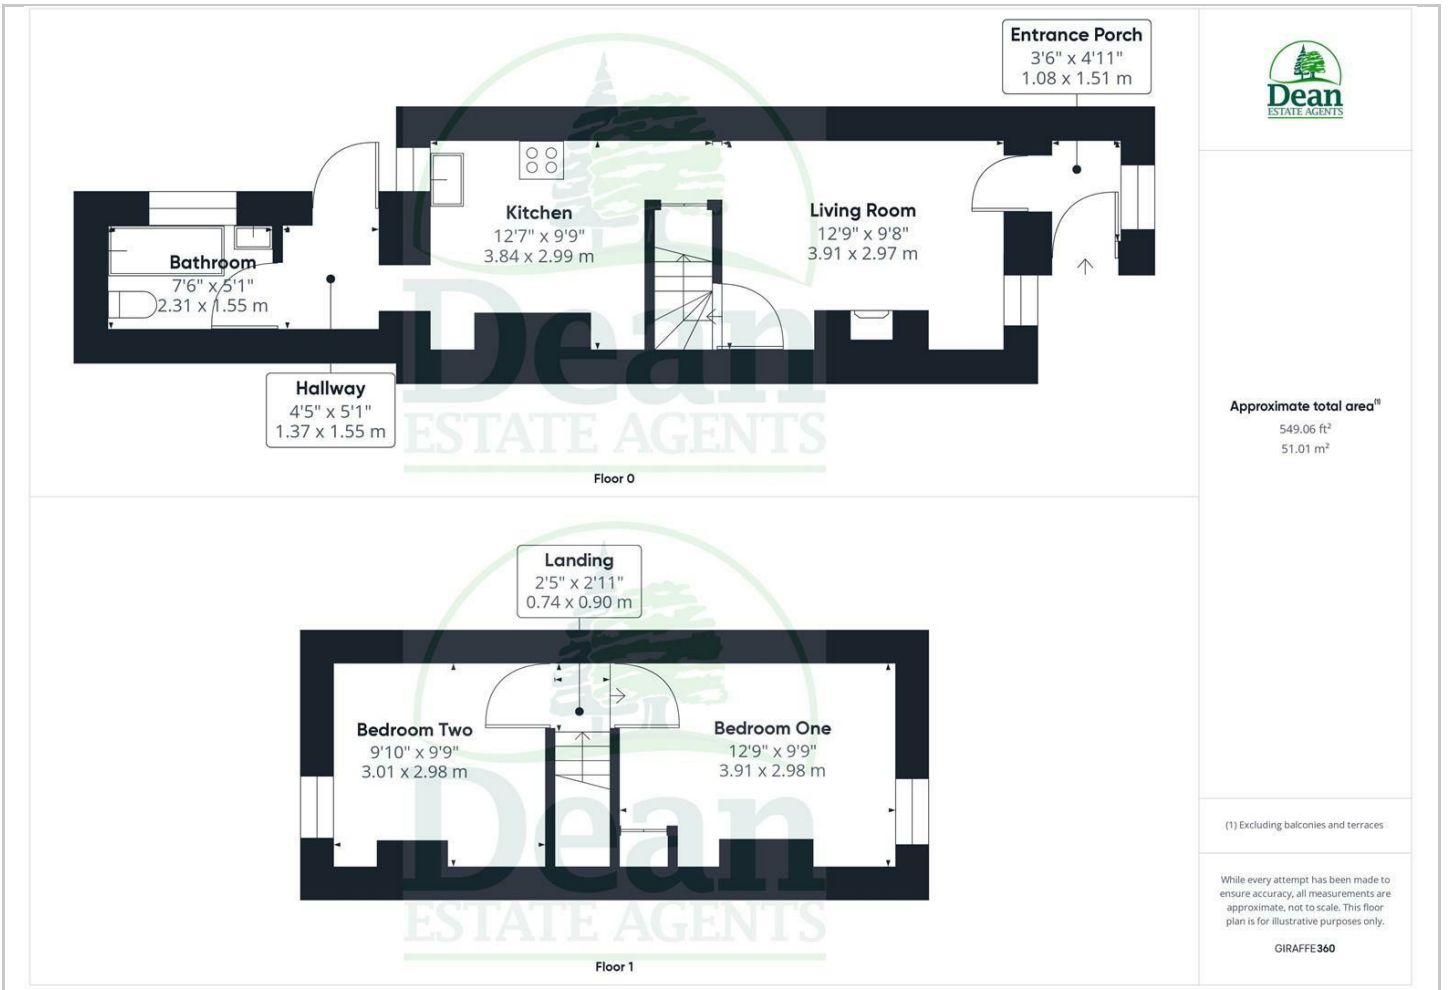 Entrance Porch
3'6" x 4'11"
1.08 x 1.51 m
Kitchen
12'7" x 9'9"
3.84 x 2.99 m
Living Room
12'9" x 9'8"
3.91 x 2.97 m
Bathroom
7'6" x 5'1"
2.31 x 1.55 m
Hallway
4'5" x 5'1"
1.37 x 1.55 m
Dean
ESTATE AGENTS
Floor 0
Landing
2'5" x 2'11"
0.74 x 0.90 m
Bedroom Two
9'10" x 9'9"
3.01 x 2.98 m
Bedroom One
12'9" x 9'9"
3.91 x 2.98 m
Dean
ESTATE AGENTS
Floor 1
Dean
ESTATE AGENTS
Approximate total area⁽¹⁾
549.06 ft²
51.01 m²
(1) Excluding balconies and terraces
While every attempt has been made to
ensure accuracy, all measurements are
approximate, not to scale. This floor
plan is for illustrative purposes only.
GIRAFFE360